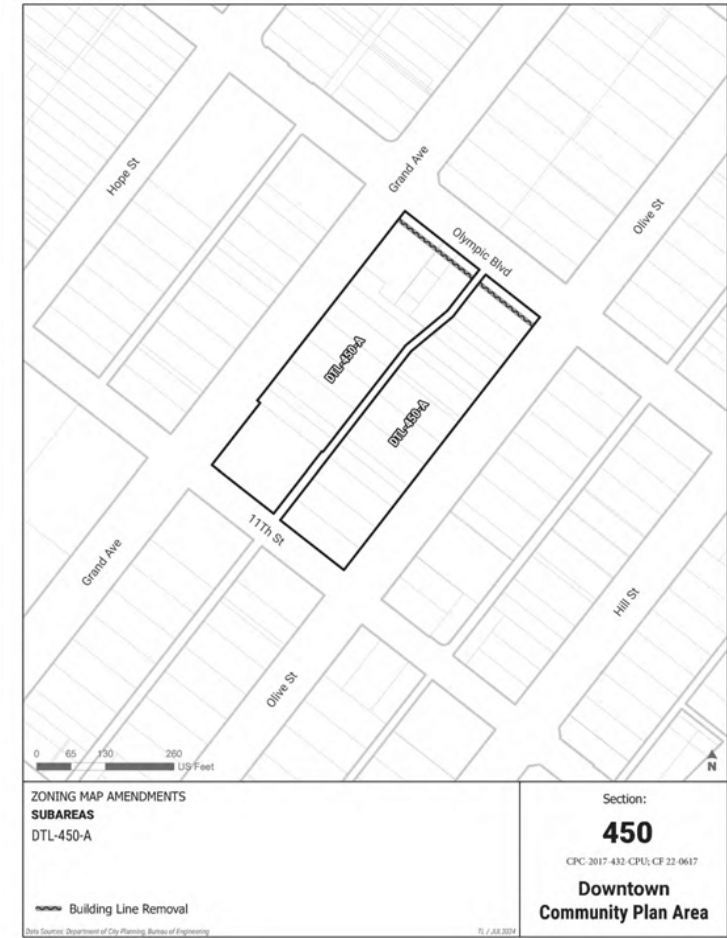 Hope St
Grand Ave
Olive St
Olympic Blvd
DTL-450-A
DTL-450-A
11Th St
Grand Ave
Hill St
Olive St
0 65 130 260
US Feet
N
ZONING MAP AMENDMENTS
SUBAREAS
DTL-450-A
Building Line Removal
Data Sources: Department of City Planning, Bureau of Engineering
TL / JUL 2024
Section:
450
CPC-2017-432-CPU; CF 22-0617
Downtown
Community Plan Area